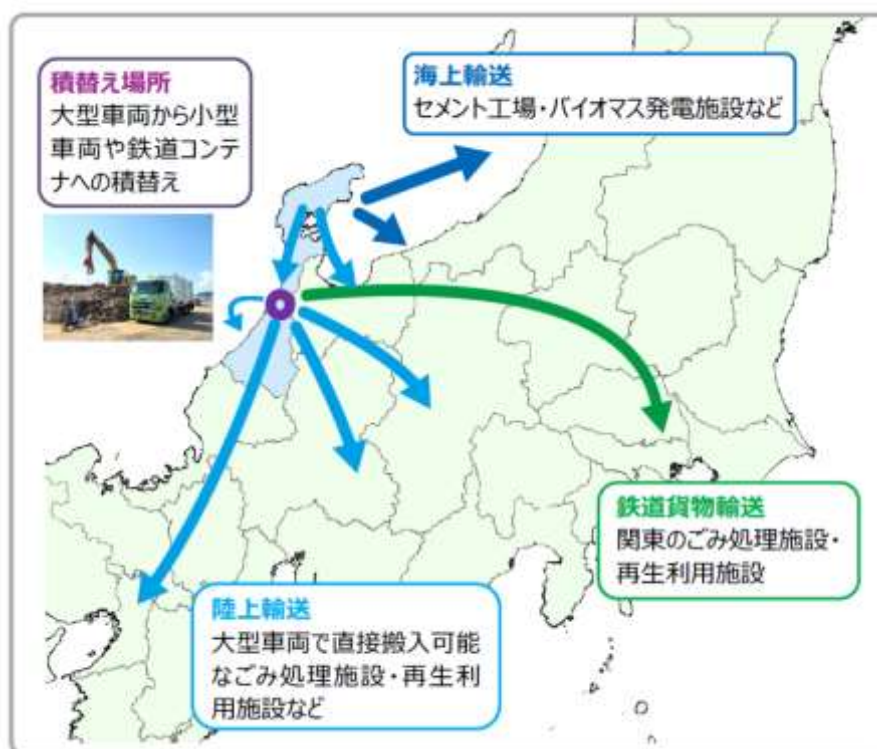 積替え場所
大型車両から小型
車両や鉄道コンテ
ナへの積替え
海上輸送
セメント工場・バイオマス発電施設など
鉄道貨物輸送
関東のごみ処理施設・
再生利用施設
陸上輸送
大型車両で直接搬入可能
なごみ処理施設・再生利
用施設など